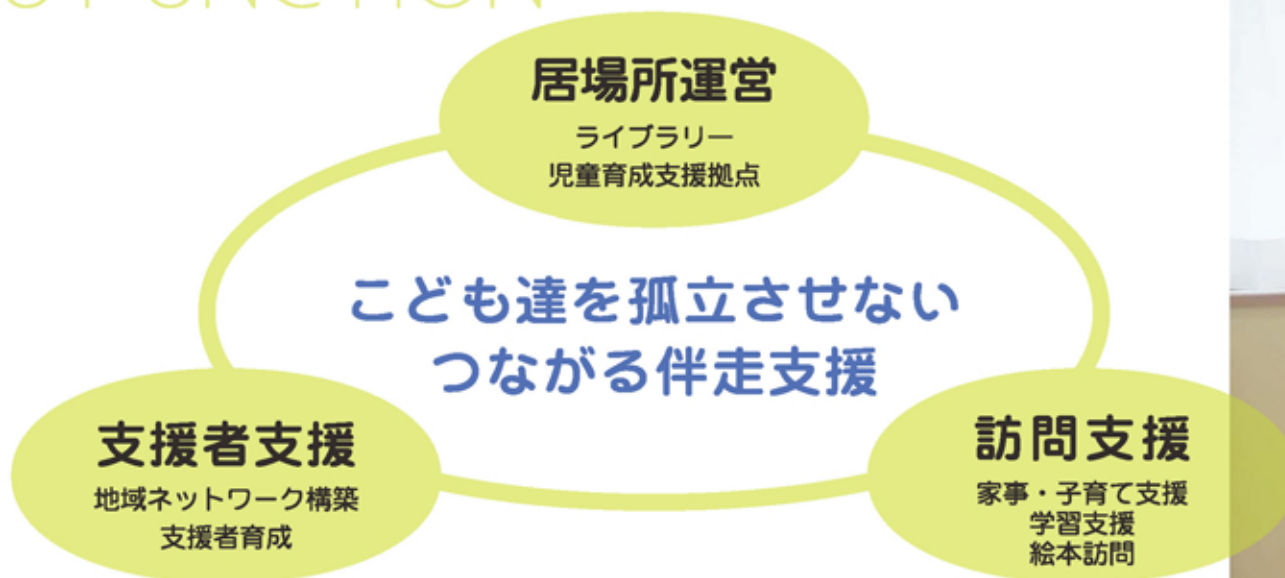 居場所運営
ライブラリー
児童育成支援拠点
こども達を孤立させない
つながる伴走支援
支援者支援
地域ネットワーク構築
支援者育成
訪問支援
家事・子育て支援
学習支援
絵本訪問